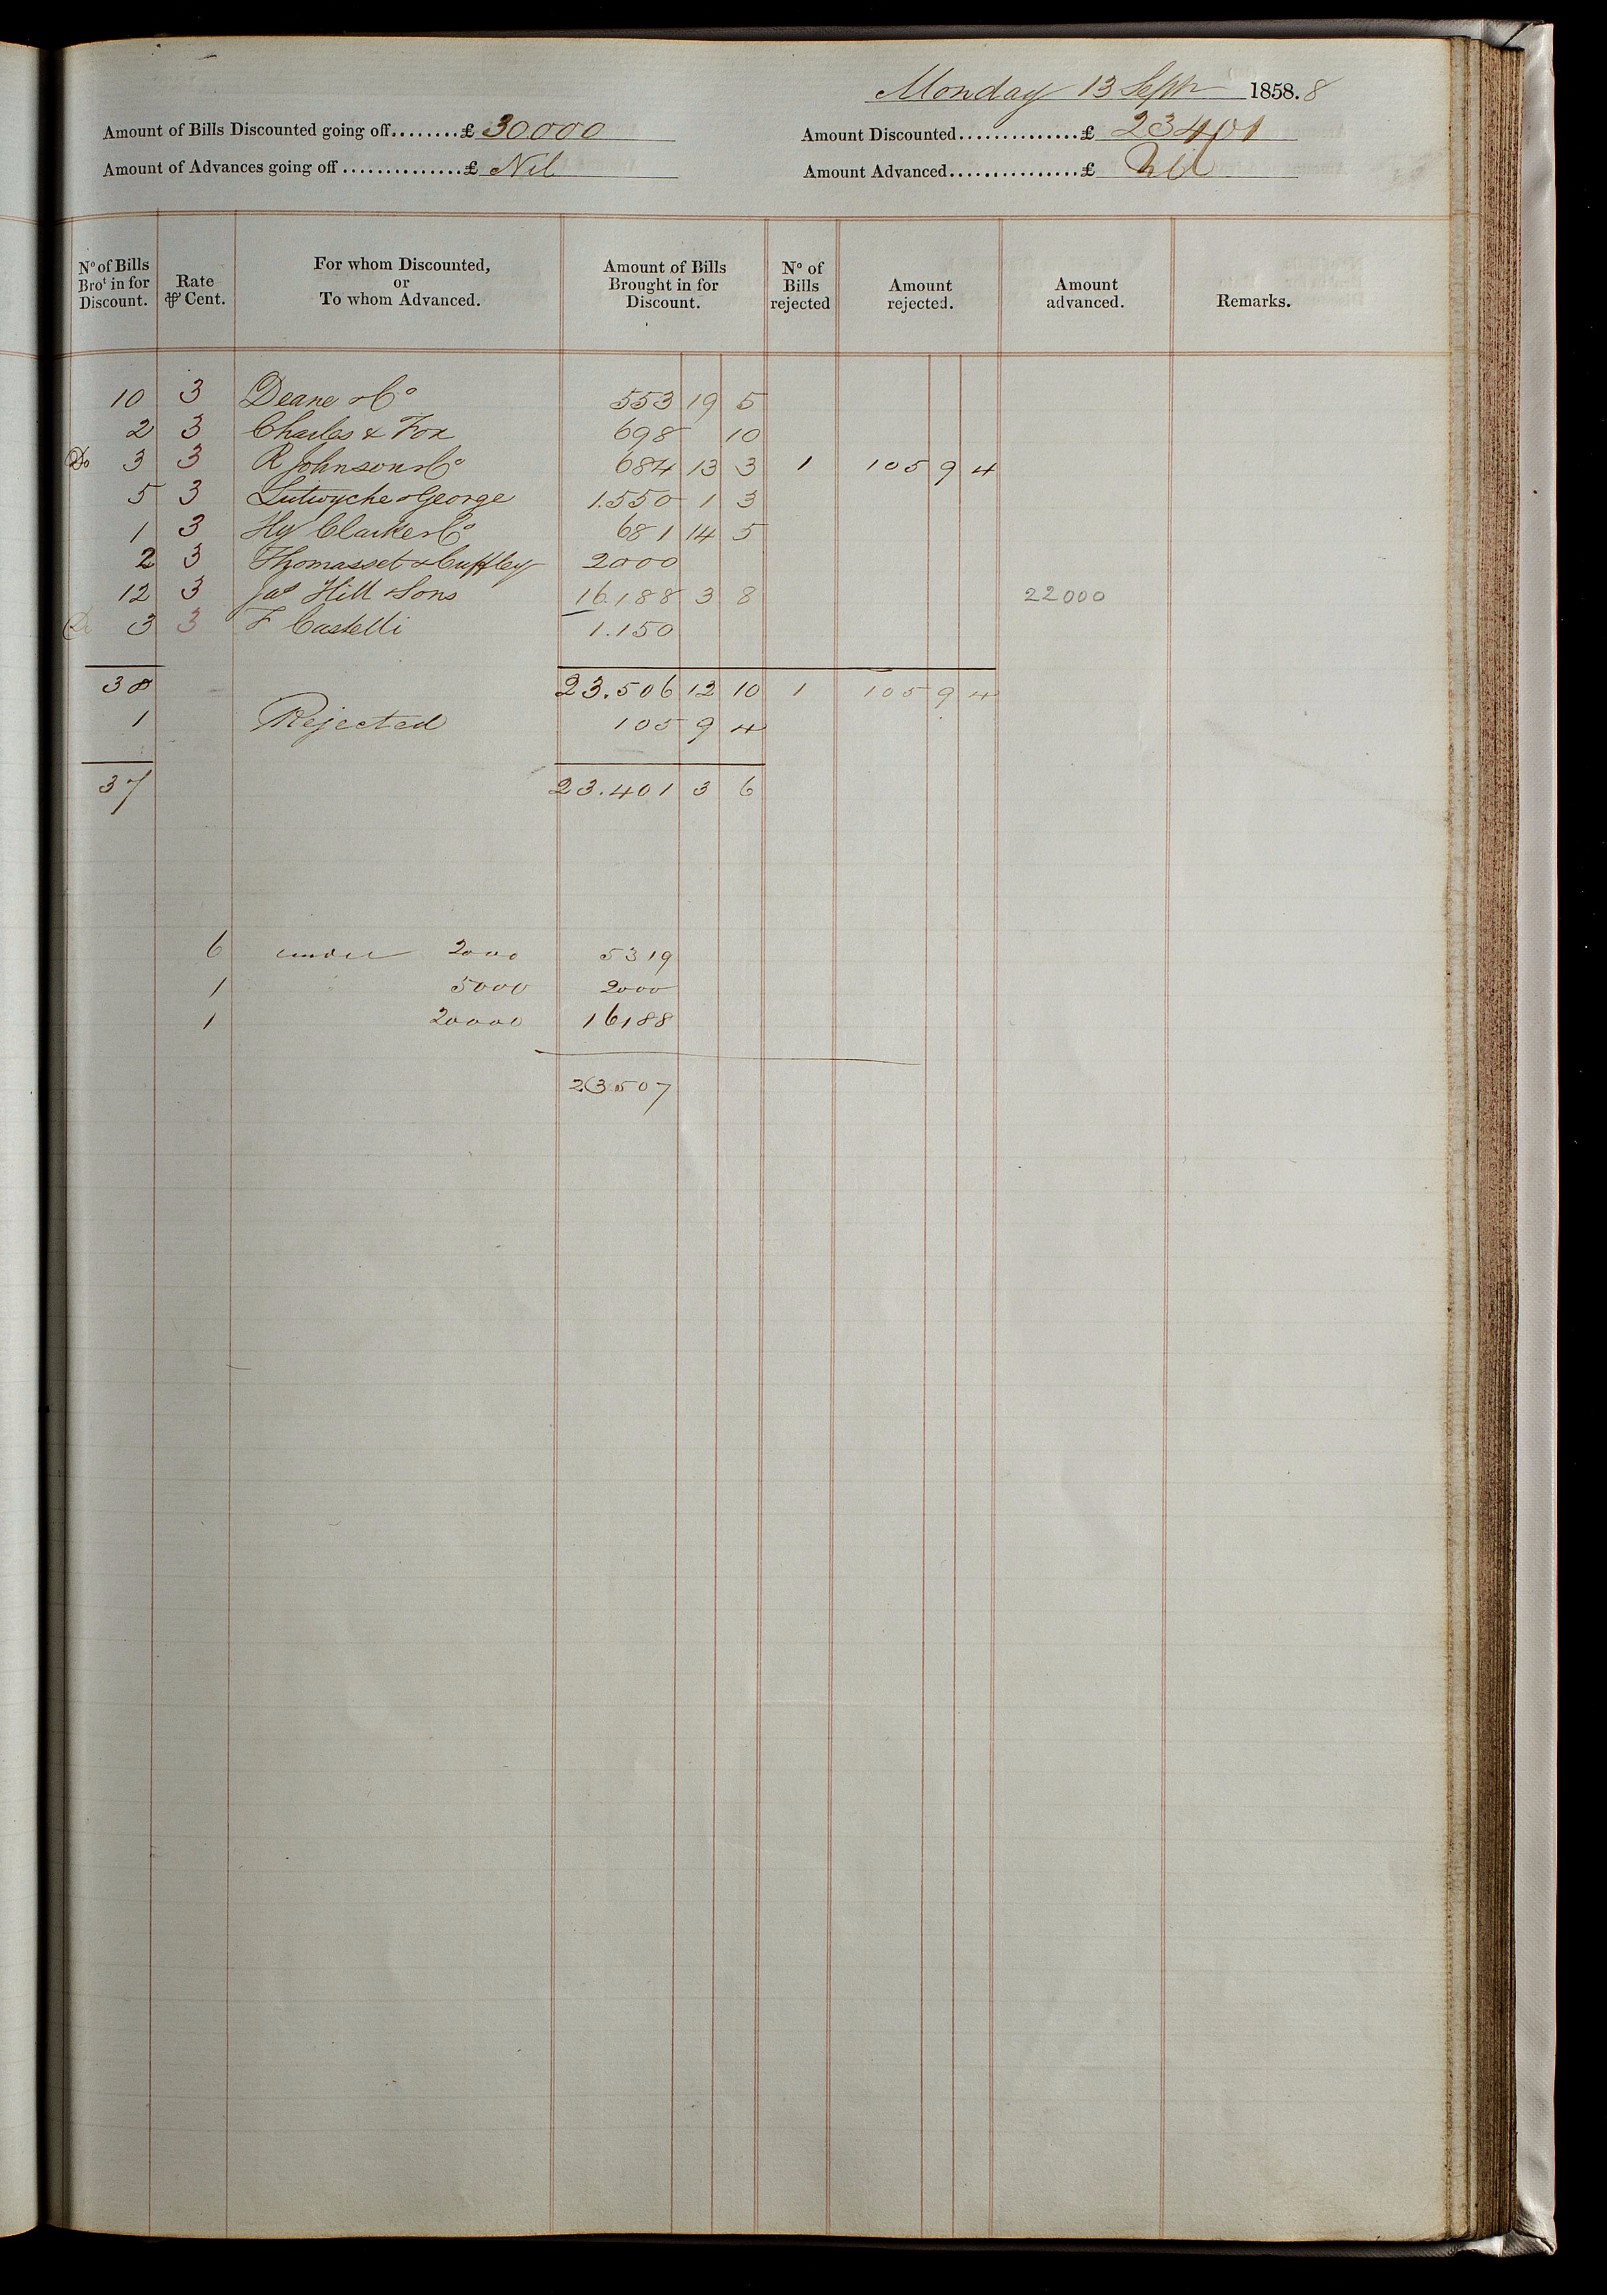 Monday 13 Sepr 1858.8
Amount of Bills Discounted going off........£ 30.000 Amount Discounted..............£ 23401
Amount of Advances going off..............£ Nil Amount Advanced...............£ Nil
No of Bills Brot in for Discount. Rate ⅌ Cent. For whom Discounted, or To whom Advanced. Amount of Bills Brought in for Discount. No of Bills rejected Amount rejected. Amount advanced. Remarks.
10 3 Deane & Co 553 19 5
2 3 Charles & Fox 698 10
Do 3 3 R Johnson & Co 684 13 3 1 105 9 4
5 3 Lutwyche & George 1.550 1 3
1 3 Hy Clarke & Co 681 14 5
2 3 Thomasset & Cuffley 2000
12 3 Jas Hill & Sons 16.188 3 8 22000
D 3 3 F Castelli 1.150
38 23.506 12 10 1 105 9 4
1 Rejected 105 9 4
37 23.401 3 6
6 under 2000 5319
1 5000 2000
1 20000 16188
23507